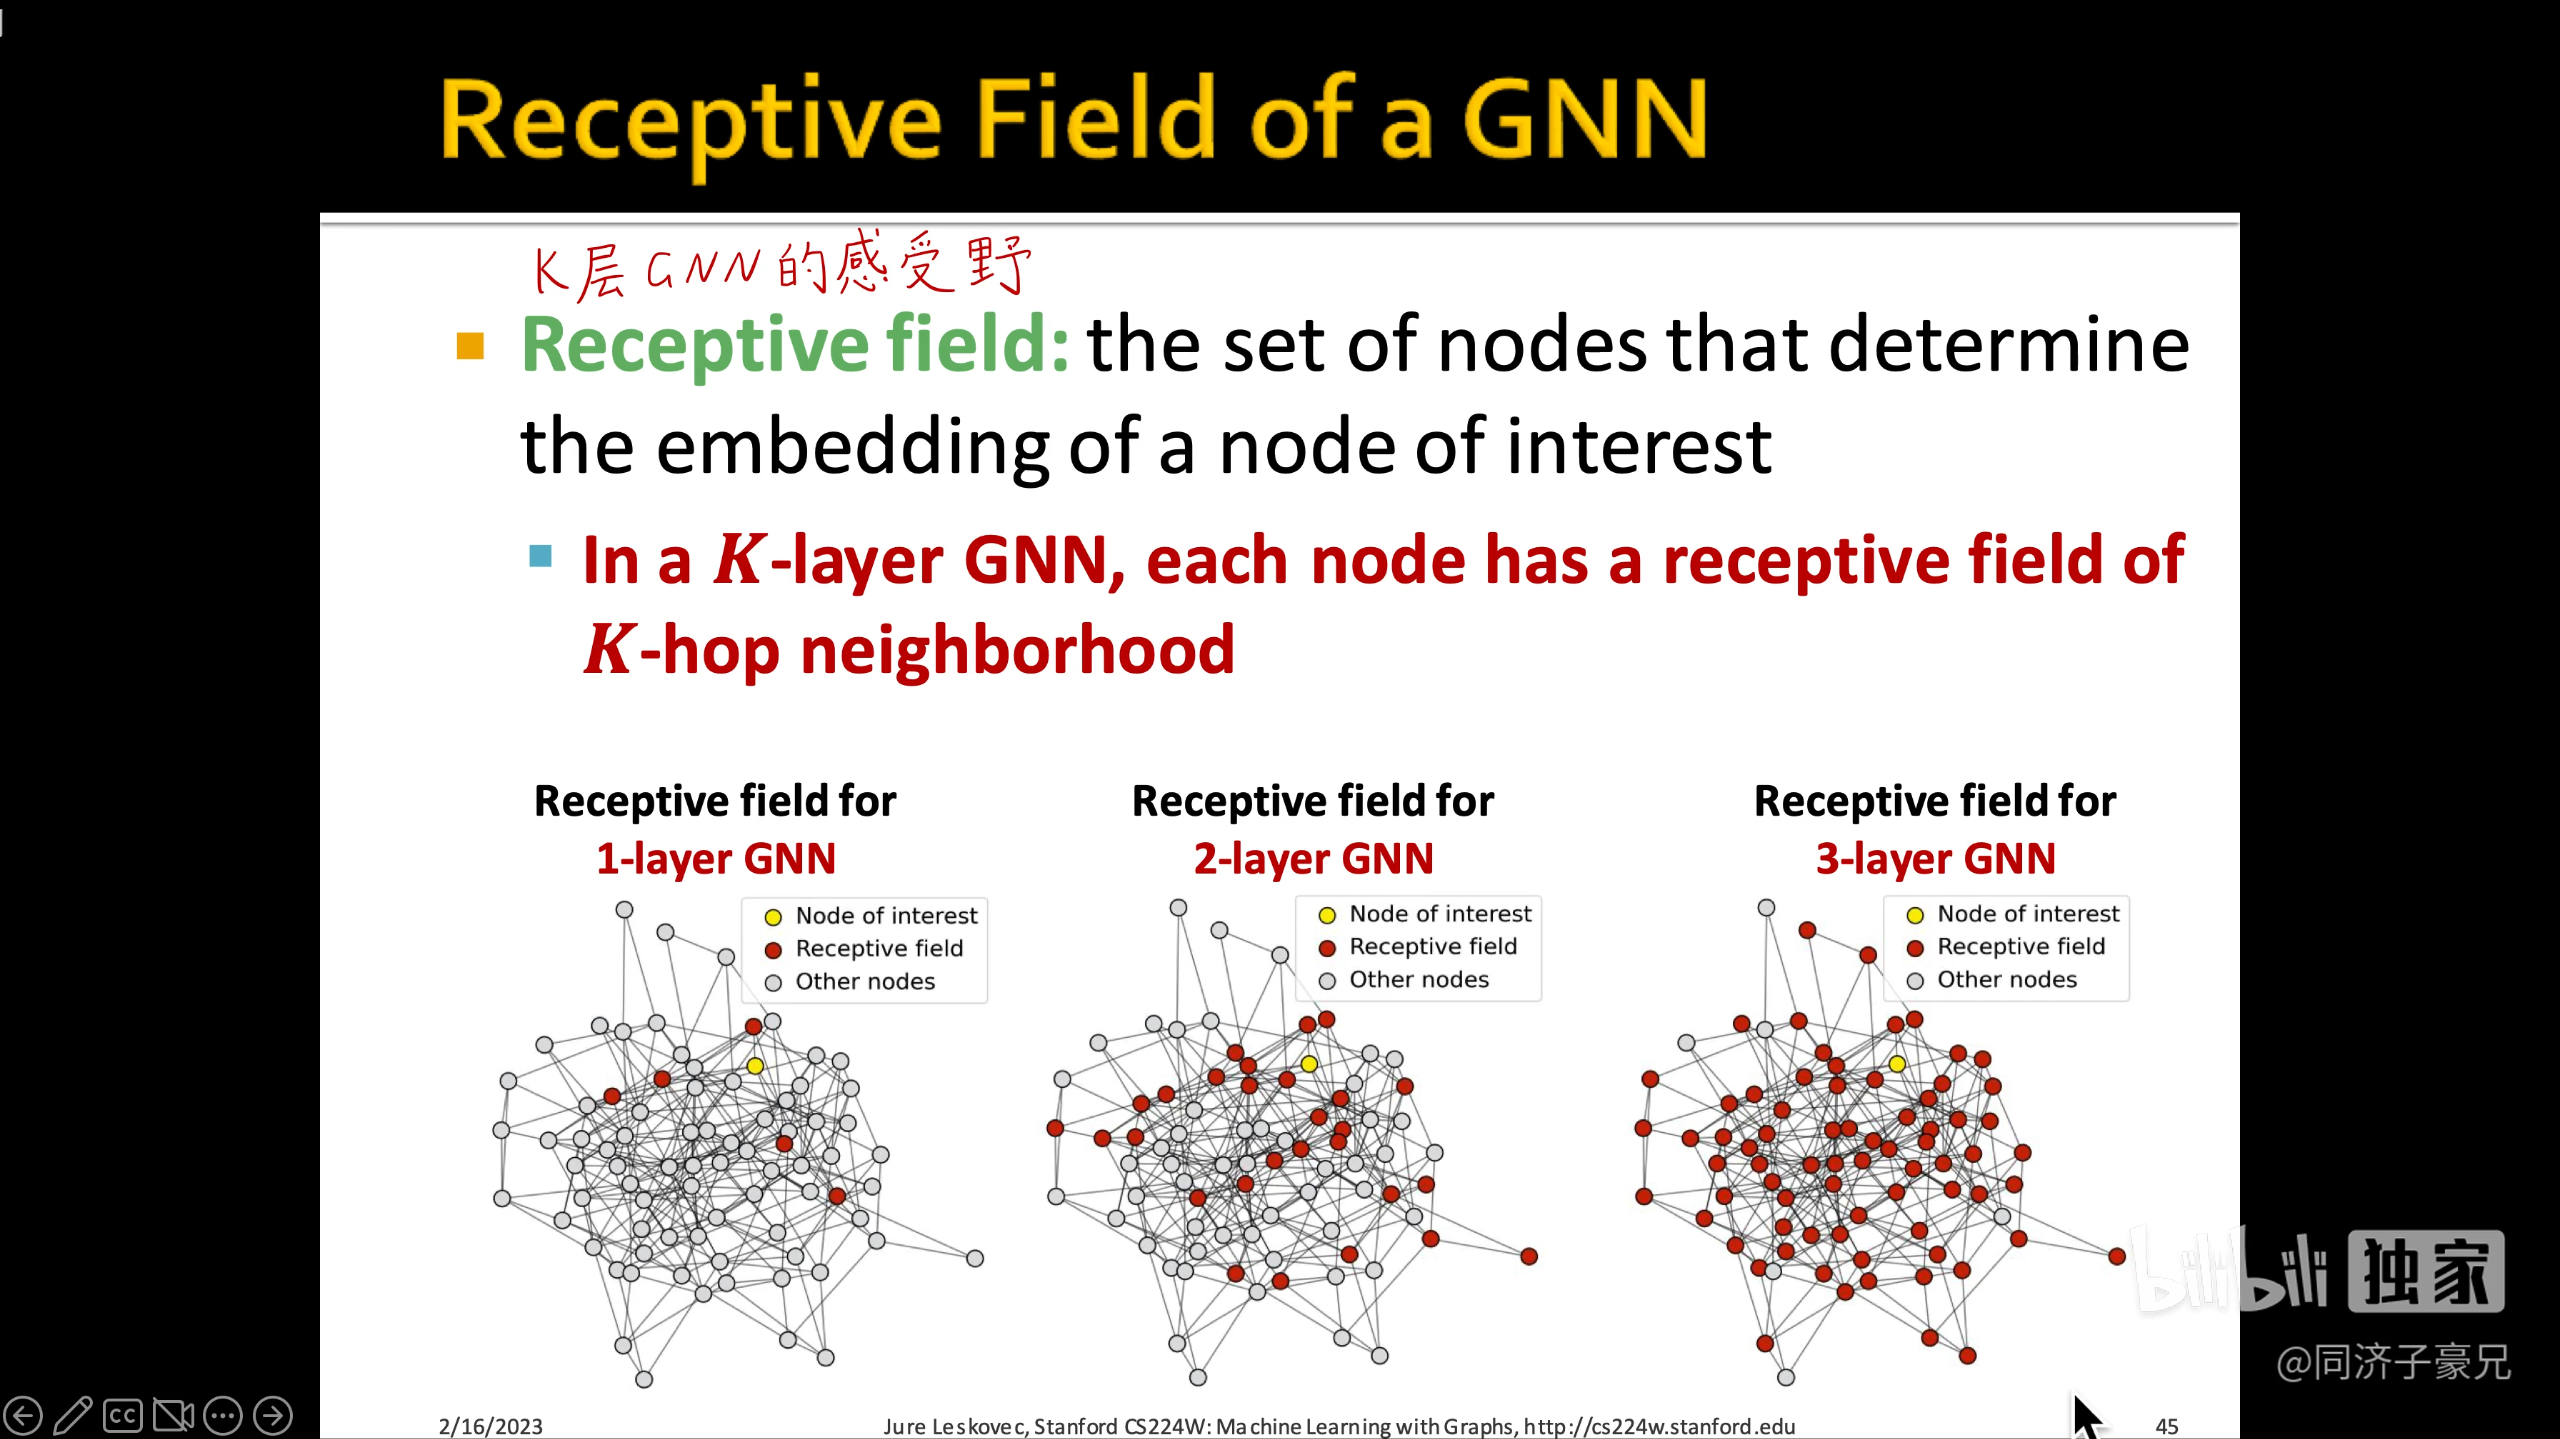 Receptive Field of a GNN
K层GNN的感受野
Receptive field: the set of nodes that determine
the embedding of a node of interest
In a K-layer GNN, each node has a receptive field of
K-hop neighborhood
Receptive field for
1-layer GNN
Node of interest
Receptive field
Other nodes
Receptive field for
2-layer GNN
Node of interest
Receptive field
Other nodes
Receptive field for
3-layer GNN
Node of interest
Receptive field
Other nodes
bilibili 独家
@同济子豪兄
CC
2/16/2023
Jure Leskovec, Stanford CS224W: Machine Learning with Graphs, http://cs224w.stanford.edu
45